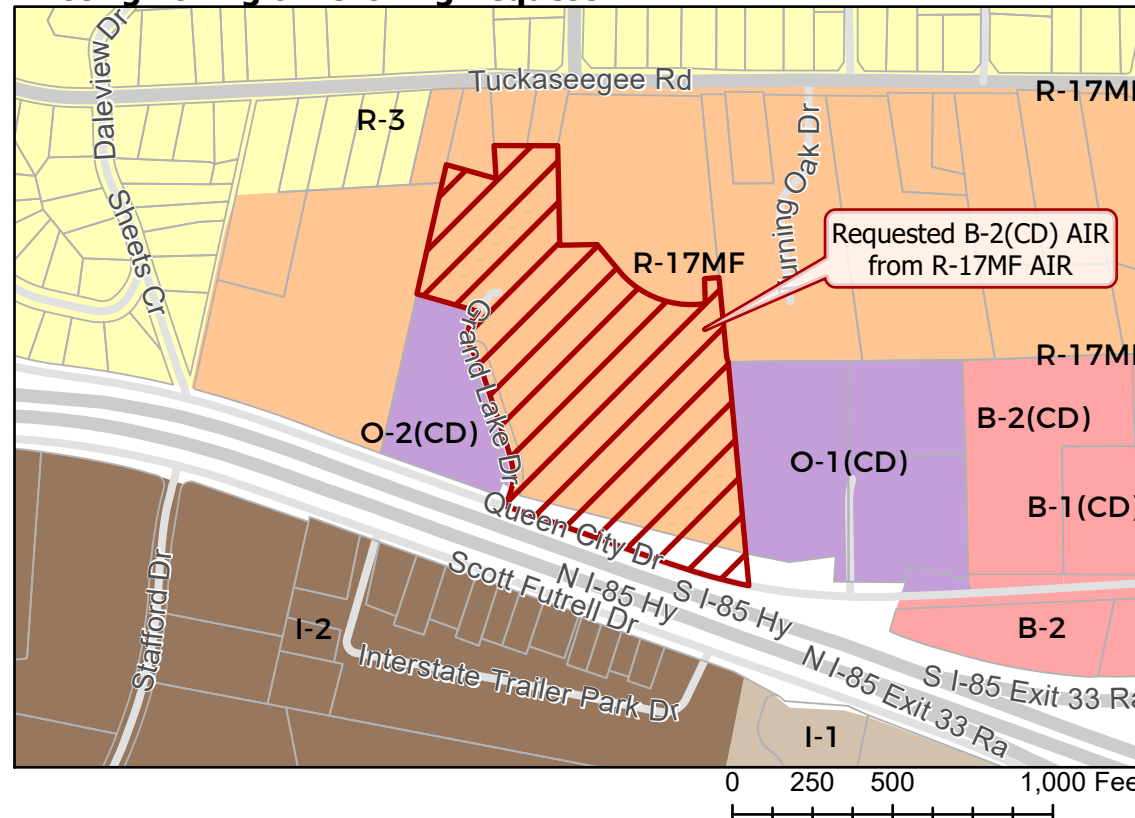 Tuckaseegee Rd
R-17MF
Daleview Dr
R-3
Oak Dr
Sheets Cr
Requested B-2(CD) AIR
from R-17MF AIR
R-17MF
Grand Lake Dr
R-17MF
B-2(CD)
O-2(CD)
O-1(CD)
B-1(CD)
Queen City Dr
Scott Futrell Dr
N I-85 Hy
S I-85 Hy
Stafford Dr
I-2
B-2
Interstate Trailer Park Dr
N I-85 Exit 33 Ra
S I-85 Exit 33 Ra
I-1
0 250 500 1,000 Fee